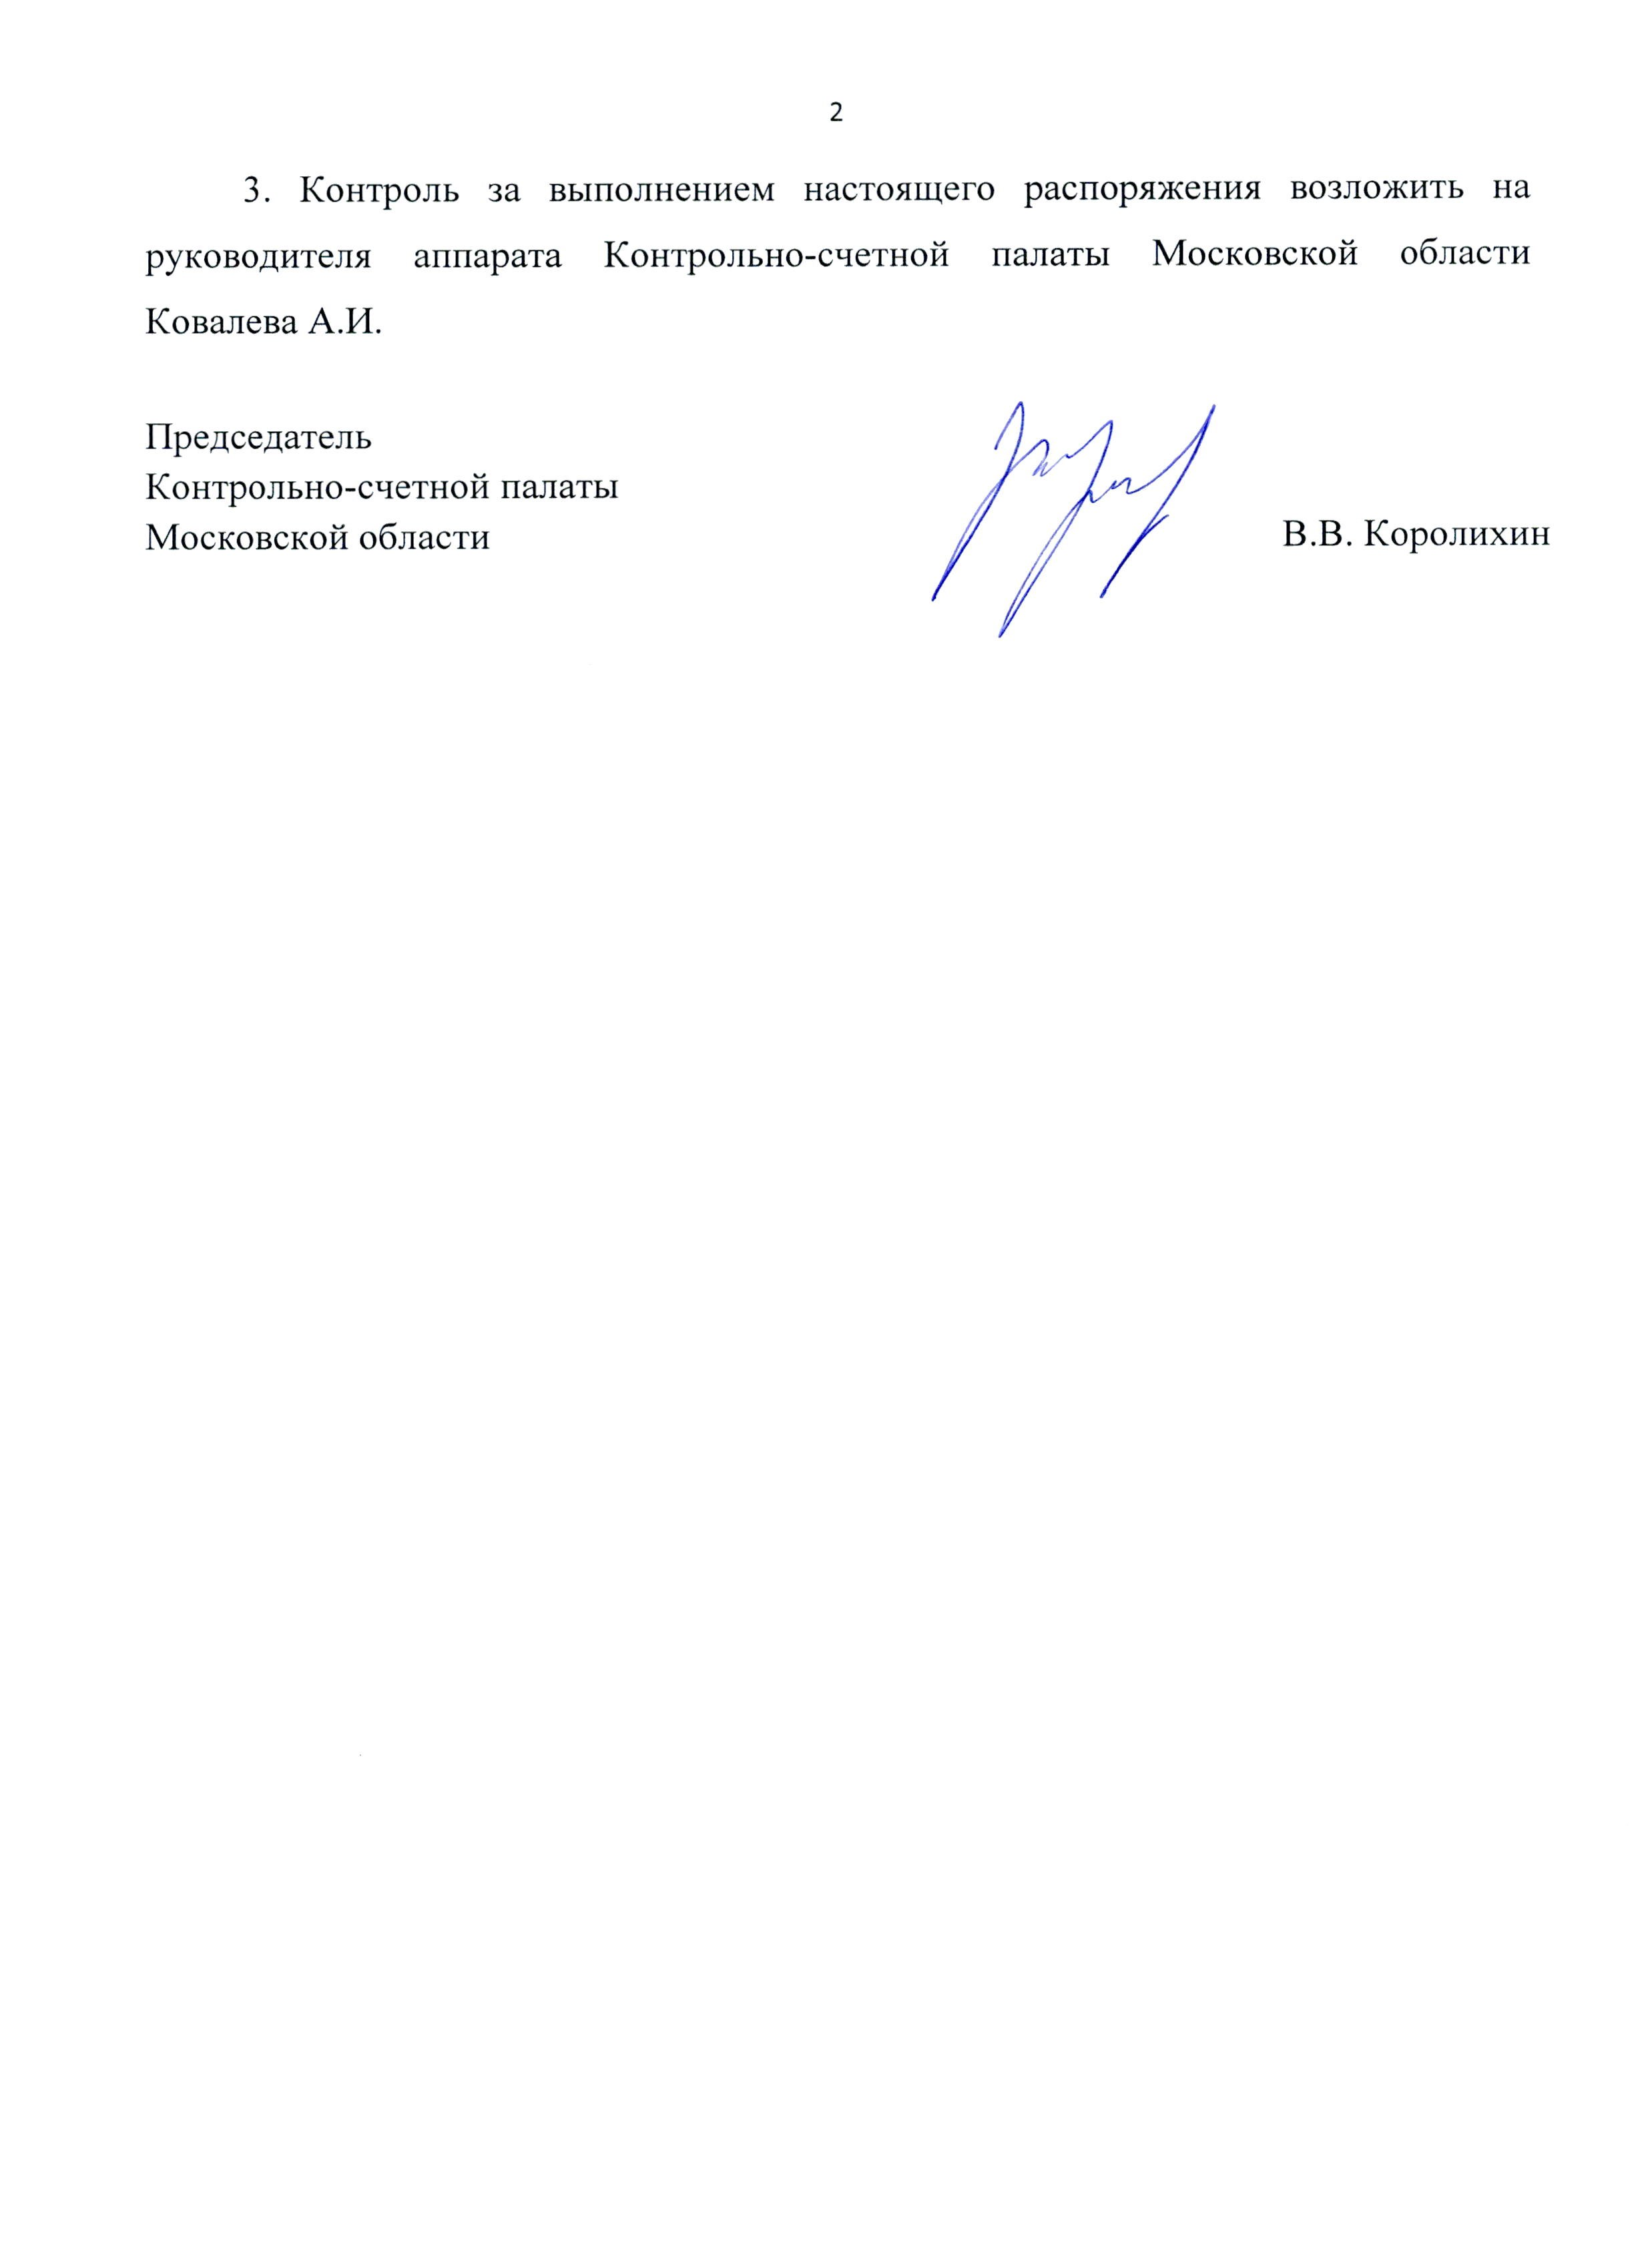 2
3. Контроль за выполнением настоящего распоряжения возложить на
руководителя аппарата Контрольно-счетной палаты Московской области
Ковалева А.И.
Председатель
Контрольно-счетной палаты
Московской области В.В. Королихин